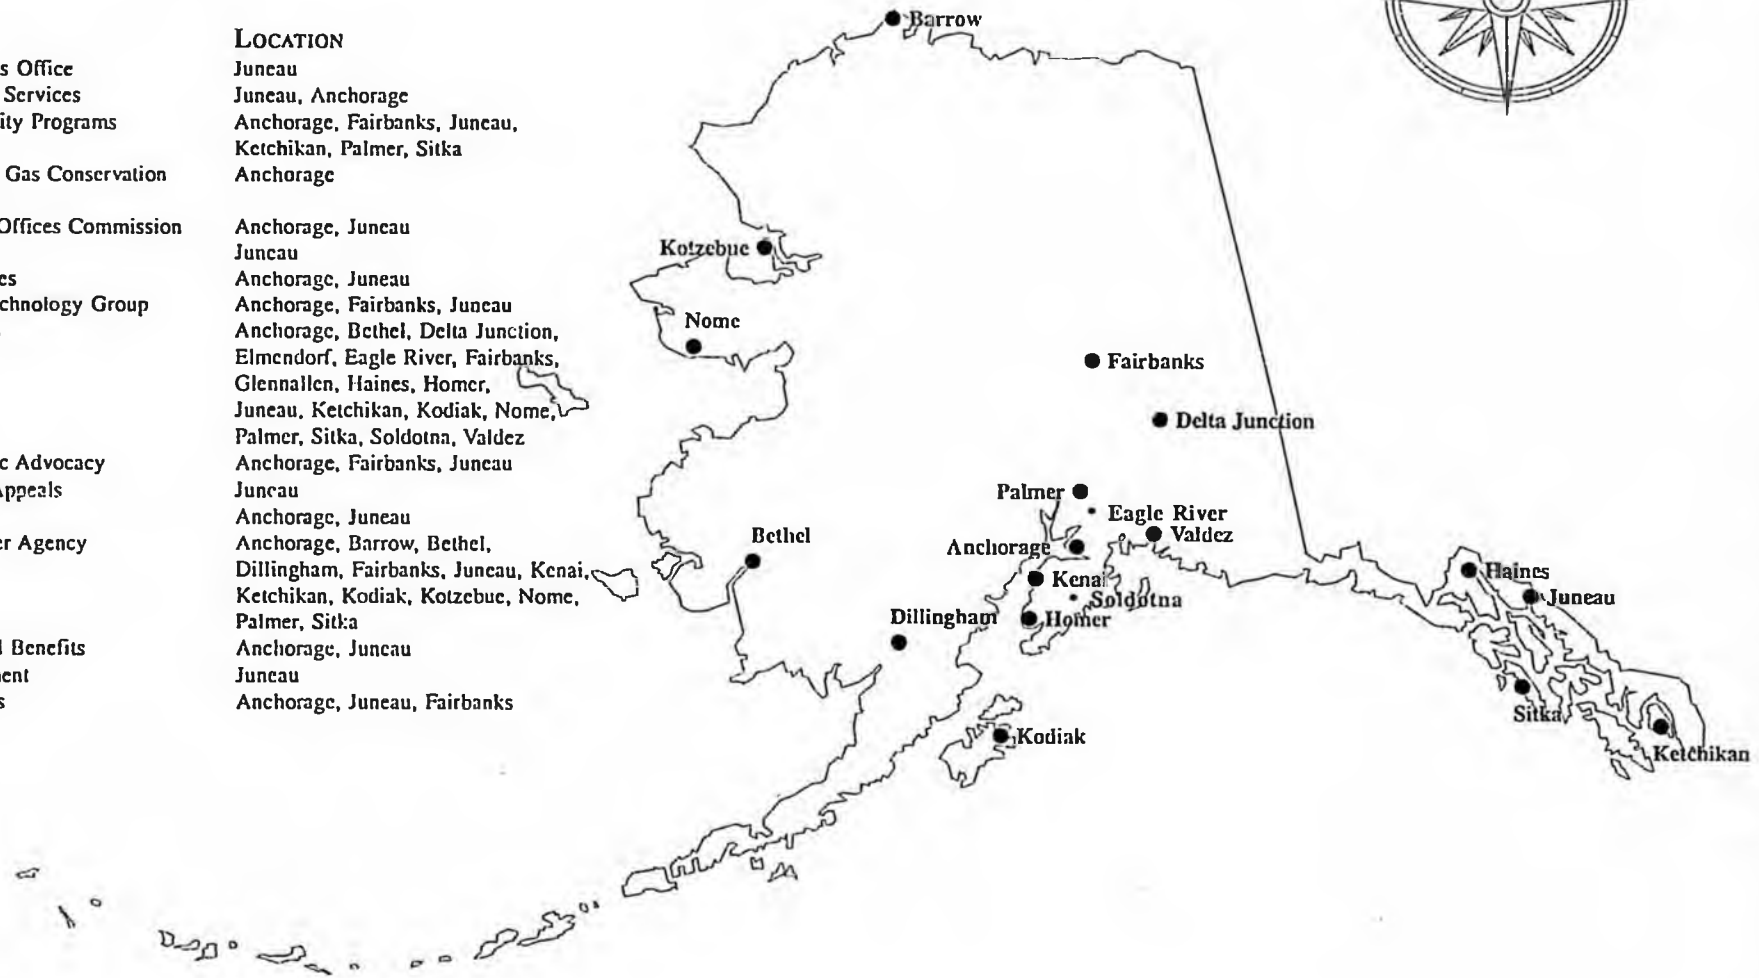 LOCATION
s Office Juneau
Services Juneau, Anchorage
ity Programs Anchorage, Fairbanks, Juneau,
Ketchikan, Palmer, Sitka
Gas Conservation Anchorage
Offices Commission Anchorage, Juneau
Juneau
es Anchorage, Juneau
chnology Group Anchorage, Fairbanks, Juneau
Anchorage, Bethel, Delta Junction,
Elmendorf, Eagle River, Fairbanks,
Glennallen, Haines, Homer,
Juneau, Ketchikan, Kodiak, Nome,
Palmer, Sitka, Soldotna, Valdez
c Advocacy Anchorage, Fairbanks, Juneau
Appeals Juneau
Anchorage, Juneau
er Agency Anchorage, Barrow, Bethel,
Dillingham, Fairbanks, Juneau, Kenai,
Ketchikan, Kodiak, Kotzebue, Nome,
Palmer, Sitka
l Benefits Anchorage, Juneau
nent Juneau
s Anchorage, Juneau, Fairbanks
Barrow
Kotzebue
Nome
Fairbanks
Delta Junction
Palmer
Eagle River
Valdez
Anchorage
Bethel
Kenai
Soldotna
Haines
Juneau
Dillingham
Homer
Sitka
Kodiak
Ketchikan